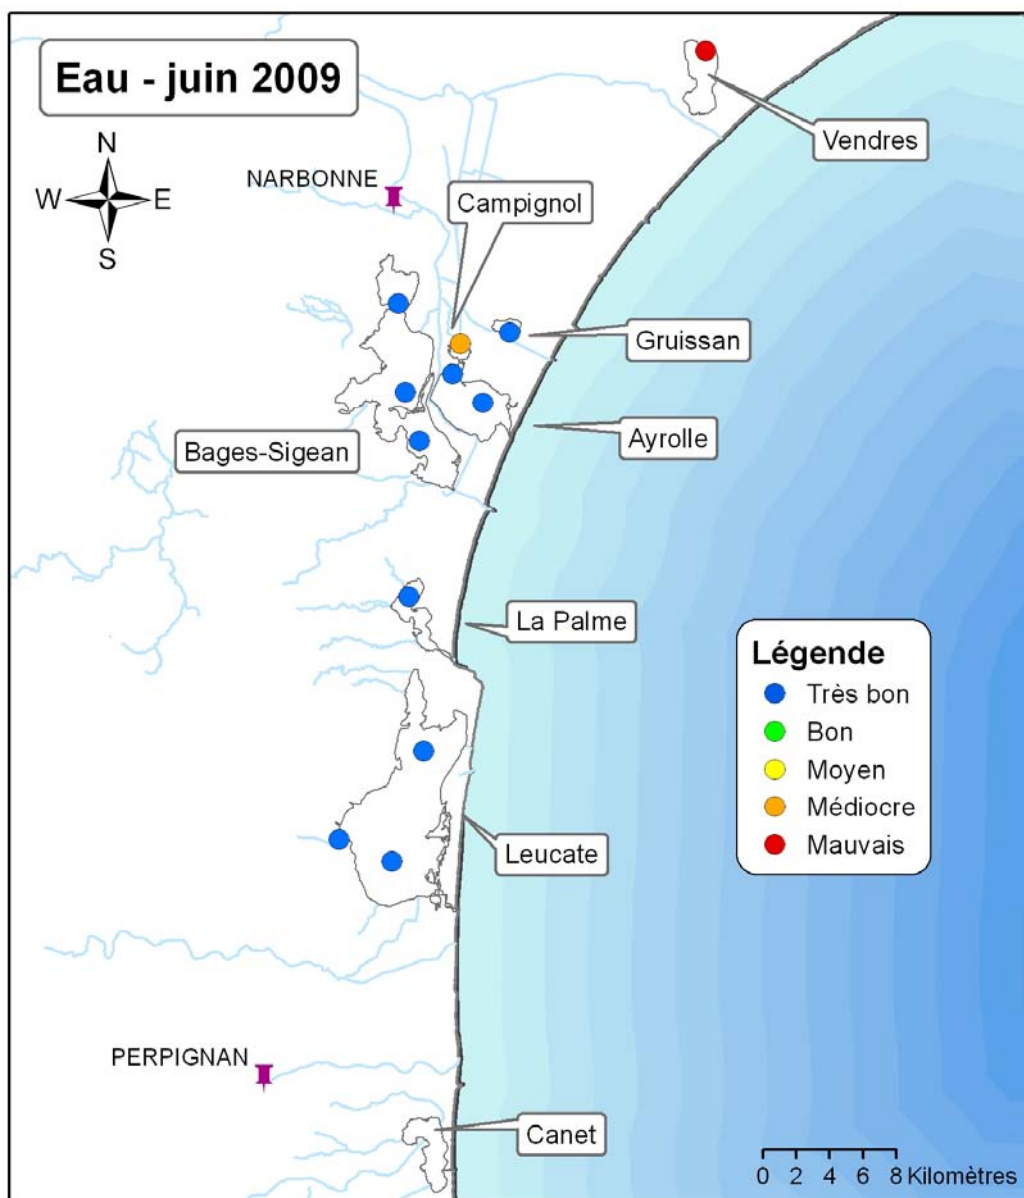 Eau - juin 2009
N
W
E
S
Vendres
NARBONNE
Campignol
Gruissan
Ayrolle
Bages-Sigean
La Palme
Légende
Très bon
Bon
Moyen
Médiocre
Mauvais
Leucate
PERPIGNAN
Canet
0 2 4 6 8 Kilomètres